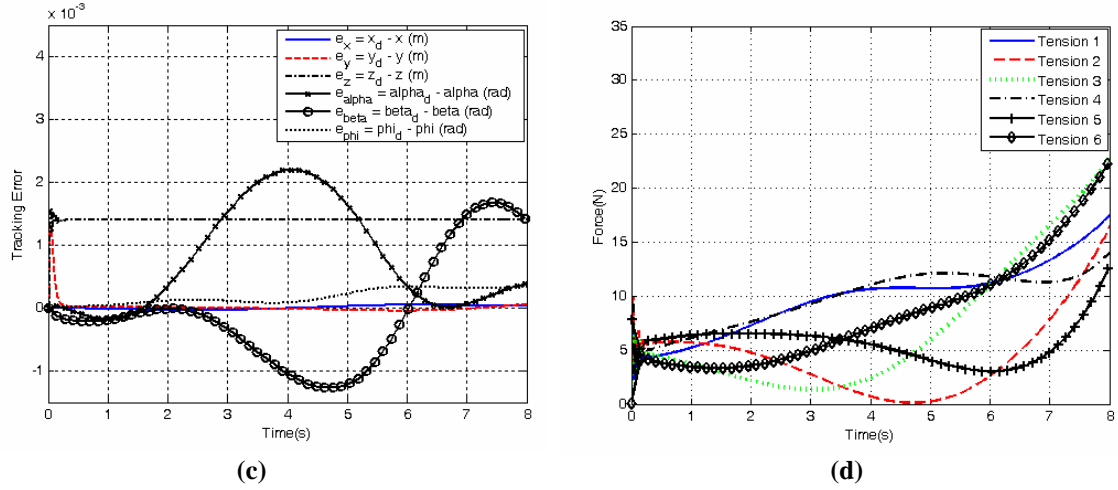 × 10⁻³
4
3
2
1
0
-1
Tracking Error
e_x = x_d - x (m)
e_y = y_d - y (m)
e_z = z_d - z (m)
e_alpha = alpha_d - alpha (rad)
e_beta = beta_d - beta (rad)
e_phi = phi_d - phi (rad)
0 1 2 3 4 5 6 7 8
Time(s)
(c)
35
30
25
20
15
10
5
0
Force(N)
Tension 1
Tension 2
Tension 3
Tension 4
Tension 5
Tension 6
0 1 2 3 4 5 6 7 8
Time(s)
(d)